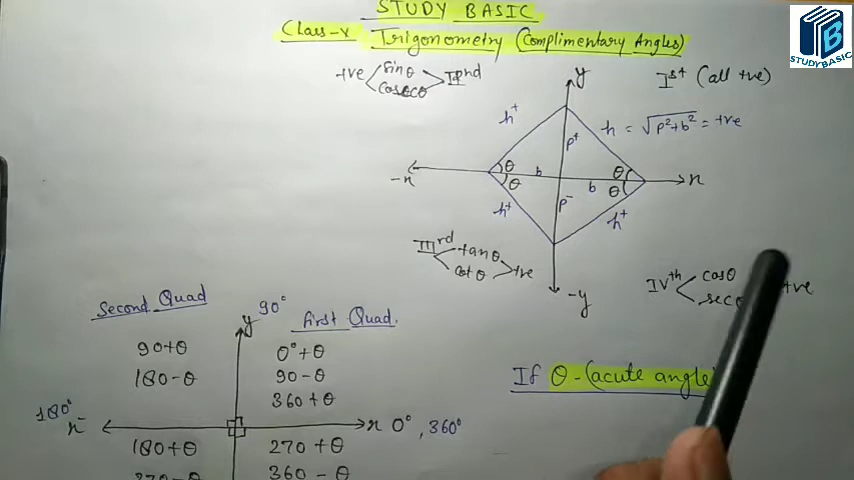 STUDY BASIC
Class-X Trigonometry (Complimentary Angles)
B
STUDYBASIC
+ve sinθ
cosecθ
IInd
y
Ist (all +ve)
h+
p+
h = √p²+b² = +ve
-x
θ
b
θ
x
θ
b
θ
h+
p-
h+
IIIrd tanθ
cotθ
+ve
-y
IVth cosθ
+ve
Second Quad
90+θ
180-θ
y 90°
First Quad.
0°+θ
90-θ
360+θ
If θ-(acute angle
180°
x-
x 0°, 360°
180+θ
270+θ
360-θ